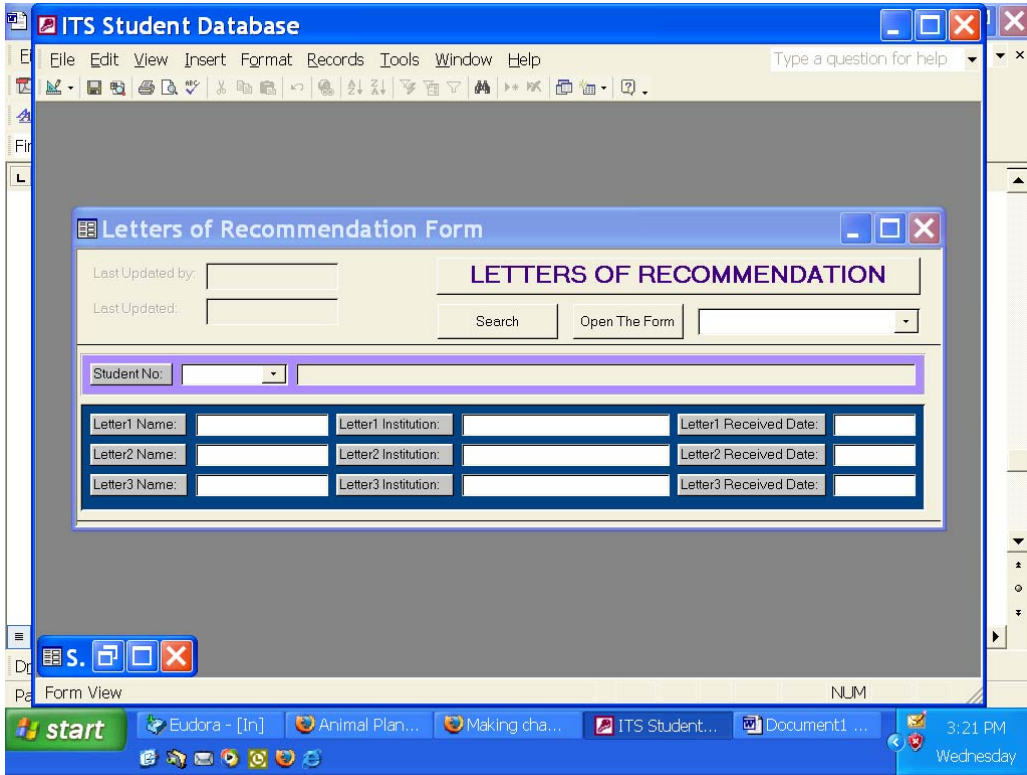 ITS Student Database
File Edit View Insert Format Records Tools Window Help Type a question for help
Fir
Letters of Recommendation Form
Last Updated by:
LETTERS OF RECOMMENDATION
Last Updated:
Search Open The Form
Student No:
Letter1 Name: Letter1 Institution: Letter1 Received Date:
Letter2 Name: Letter2 Institution: Letter2 Received Date:
Letter3 Name: Letter3 Institution: Letter3 Received Date:
S.
Form View NUM
Pa
start Eudora - [In] Animal Plan... Making cha... ITS Student... Document1 ... 3:21 PM
Wednesday